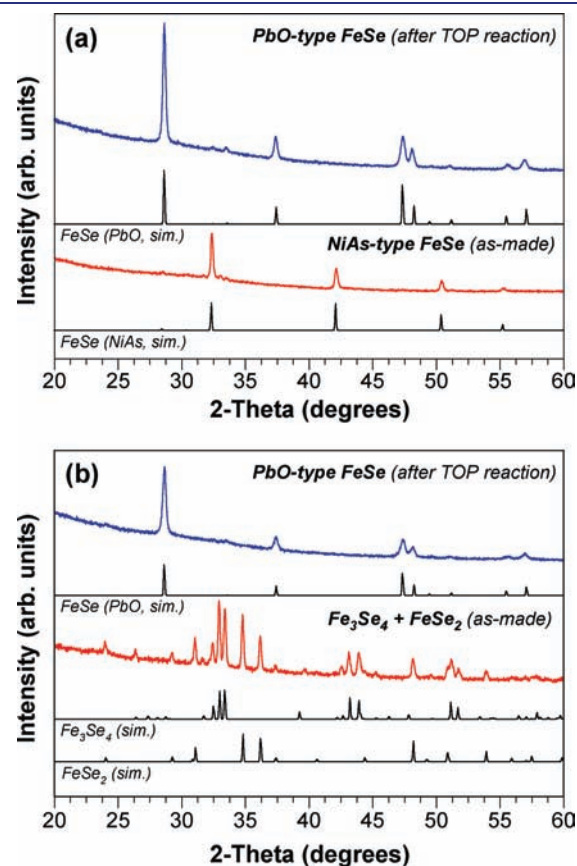 (a)
PbO-type FeSe (after TOP reaction)
FeSe (PbO, sim.)
NiAs-type FeSe (as-made)
FeSe (NiAs, sim.)
Intensity (arb. units)
20 25 30 35 40 45 50 55 60
2-Theta (degrees)
(b)
PbO-type FeSe (after TOP reaction)
FeSe (PbO, sim.)
Fe₃Se₄ + FeSe₂ (as-made)
Fe₃Se₄ (sim.)
FeSe₂ (sim.)
Intensity (arb. units)
20 25 30 35 40 45 50 55 60
2-Theta (degrees)